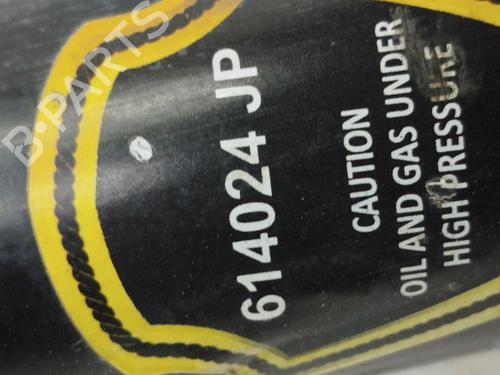 614024 JP
CAUTION
OIL AND GAS UNDER
HIGH PRESSURE
B-PARTS